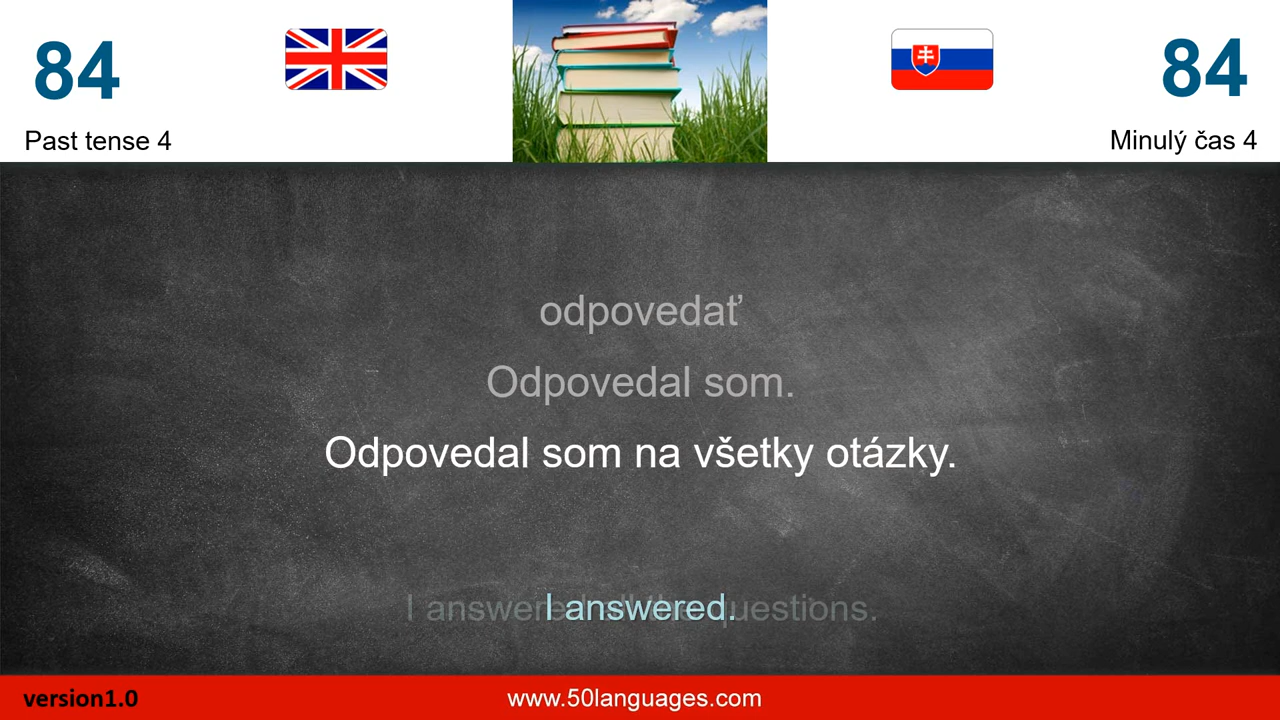 84
84
Past tense 4
Minulý čas 4
odpovedať
Odpovedal som.
Odpovedal som na všetky otázky.
I answered all the questions.
I answered.
version1.0
www.50languages.com